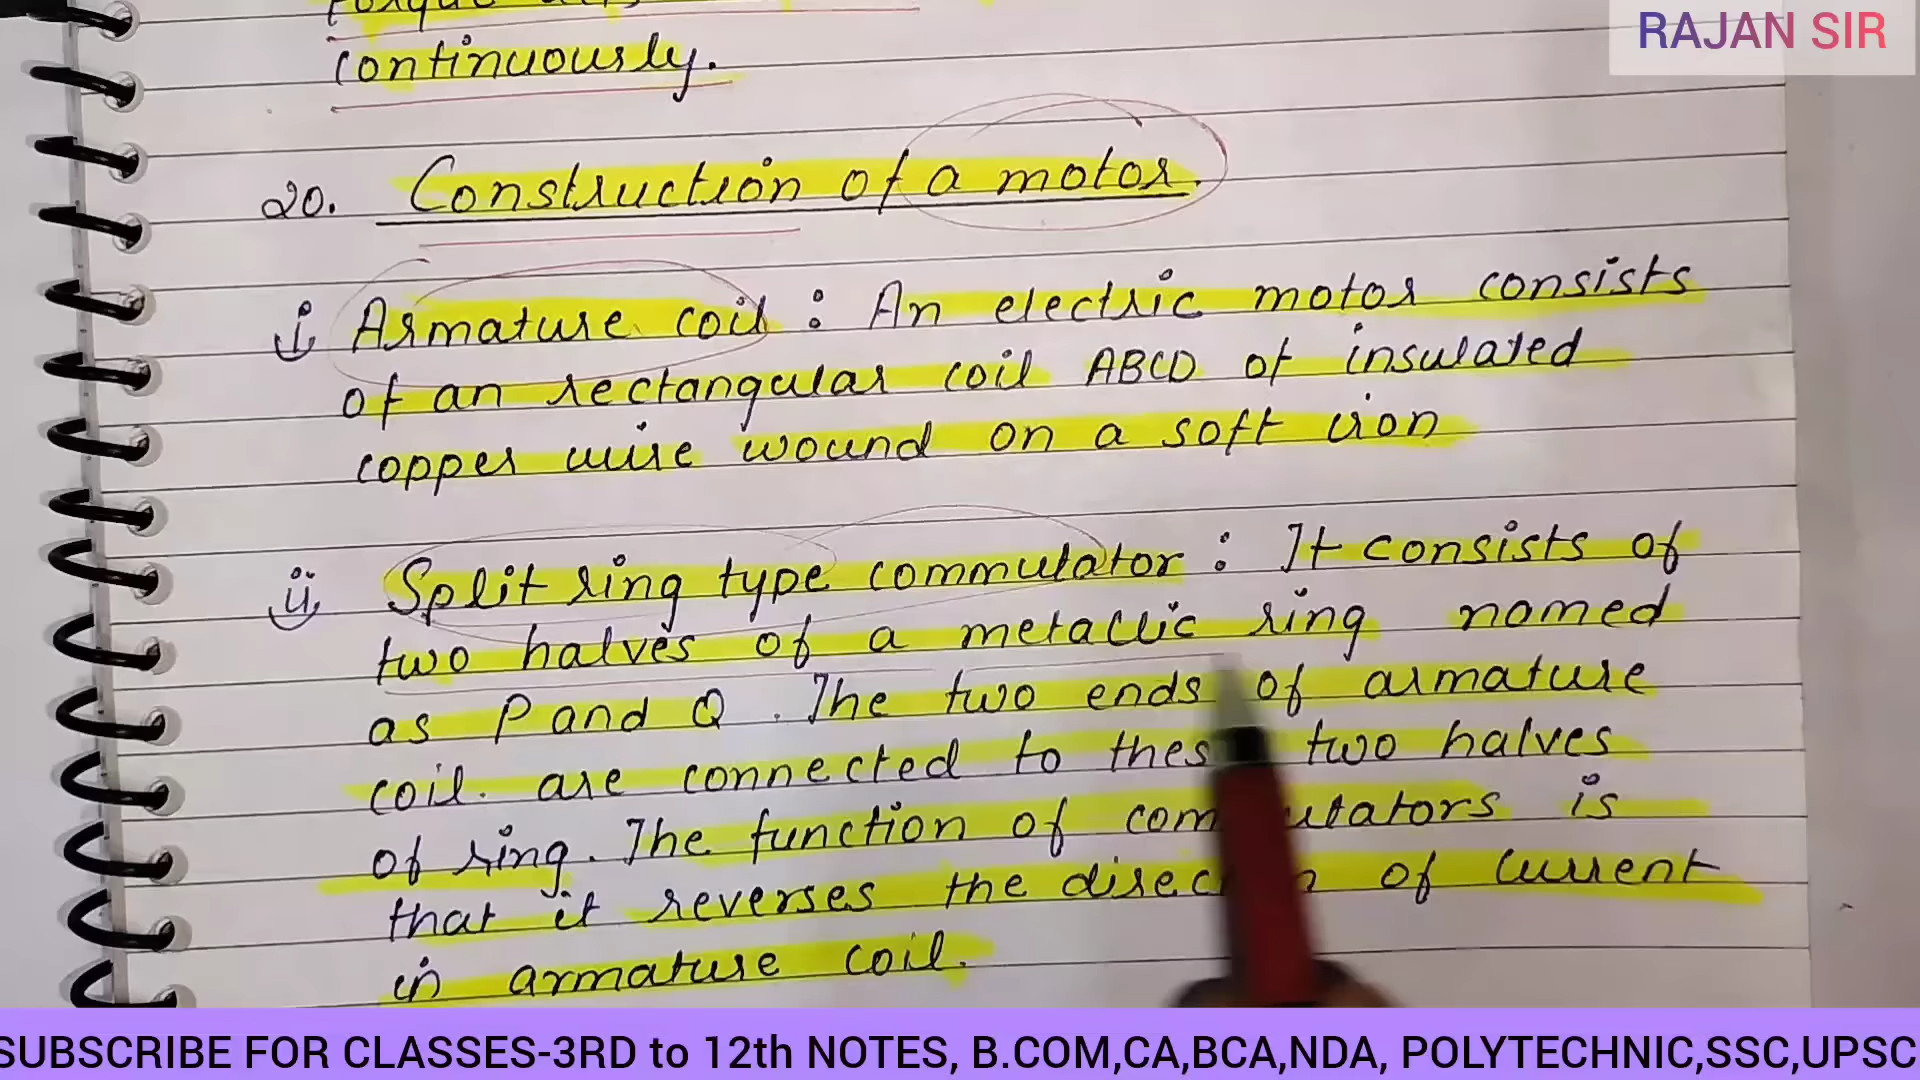 RAJAN SIR
continuously.
20. Construction of a motor.
i Armature coil : An electric motor consists
of an rectangular coil ABCD of insulated
copper wire wound on a soft iron
ii Split ring type commutator : It consists of
two halves of a metallic ring named
as P and Q. The two ends of armature
coil. are connected to thes two halves
of ring. The function of com utators is
that it reverses the direc n of current
in armature coil.
SUBSCRIBE FOR CLASSES-3RD to 12th NOTES, B.COM,CA,BCA,NDA, POLYTECHNIC,SSC,UPSC